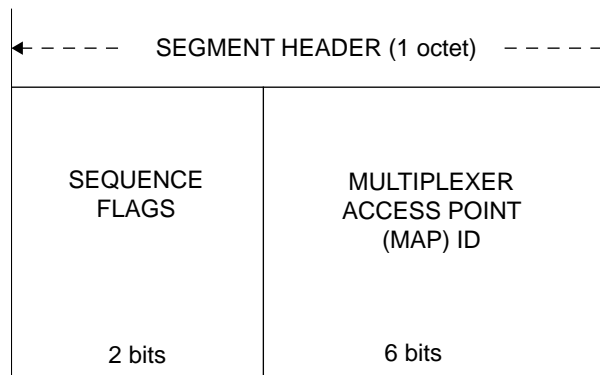 SEGMENT HEADER (1 octet)
SEQUENCE
FLAGS
MULTIPLEXER
ACCESS POINT
(MAP) ID
2 bits
6 bits